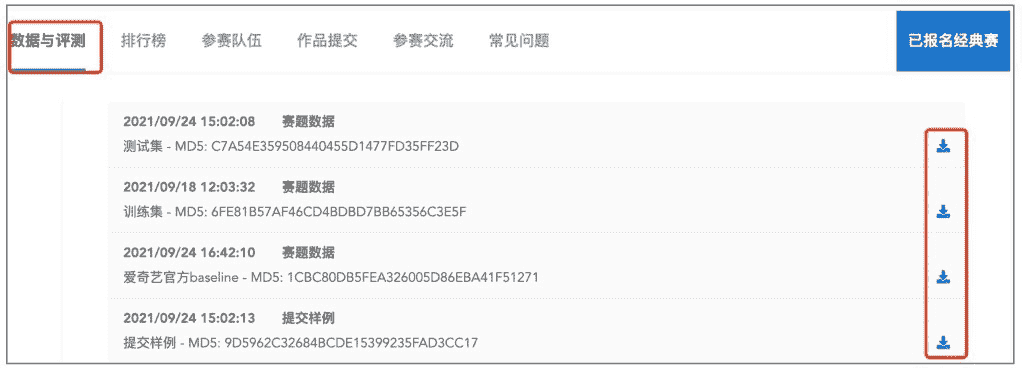 数据与评测 排行榜 参赛队伍 作品提交 参赛交流 常见问题 已报名经典赛
2021/09/24 15:02:08 赛题数据
测试集 - MD5: C7A54E359508440455D1477FD35FF23D
2021/09/18 12:03:32 赛题数据
训练集 - MD5: 6FE81B57AF46CD4BDBD7BB65356C3E5F
2021/09/24 16:42:10 赛题数据
爱奇艺官方baseline - MD5: 1CBC80DB5FEA326005D86EBA41F51271
2021/09/24 15:02:13 提交样例
提交样例 - MD5: 9D5962C32684BCDE15399235FAD3CC17